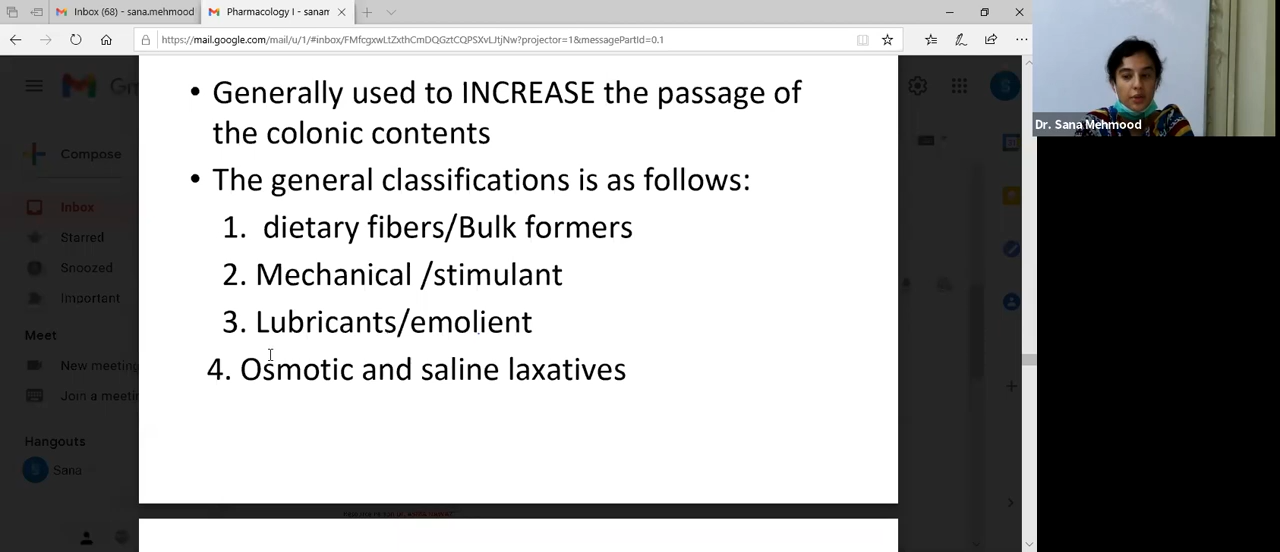 Inbox (68) - sana.mehmood
Pharmacology I - sanam
https://mail.google.com/mail/u/1/#inbox/FMfcgxwLtZxthCmDQGztCQPSXvLJtjNw?projector=1&messagePartId=0.1
Compose
Inbox
Starred
Snoozed
Important
Meet
New meeting
Join a meeti
Hangouts
Sana
• Generally used to INCREASE the passage of
the colonic contents
• The general classifications is as follows:
1. dietary fibers/Bulk formers
2. Mechanical /stimulant
3. Lubricants/emolient
4. Osmotic and saline laxatives
S
Dr. Sana Mehmood